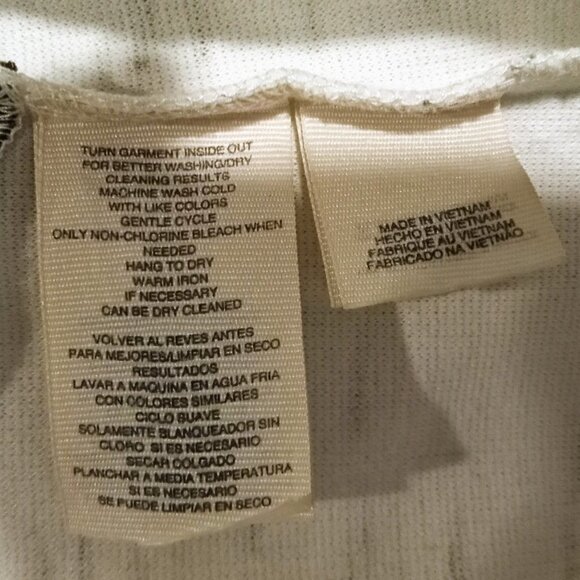 TURN GARMENT INSIDE OUT
FOR BETTER WASHING/DRY
CLEANING RESULTS
MACHINE WASH COLD
WITH LIKE COLORS
GENTLE CYCLE
ONLY NON-CHLORINE BLEACH WHEN
NEEDED
HANG TO DRY
WARM IRON
IF NECESSARY
CAN BE DRY CLEANED
VOLVER AL REVES ANTES
PARA MEJORES/LIMPIAR EN SECO
RESULTADOS
LAVAR A MAQUINA EN AGUA FRIA
CON COLORES SIMILARES
CICLO SUAVE
SOLAMENTE BLANQUEADOR SIN
CLORO SI ES NECESARIO
SECAR COLGADO
PLANCHAR A MEDIA TEMPERATURA
SI ES NECESARIO
SE PUEDE LIMPIAR EN SECO
MADE IN VIETNAM
HECHO EN VIETNAM
FABRIQUE AU VIETNAM
FABRICADO NA VIETNÃO